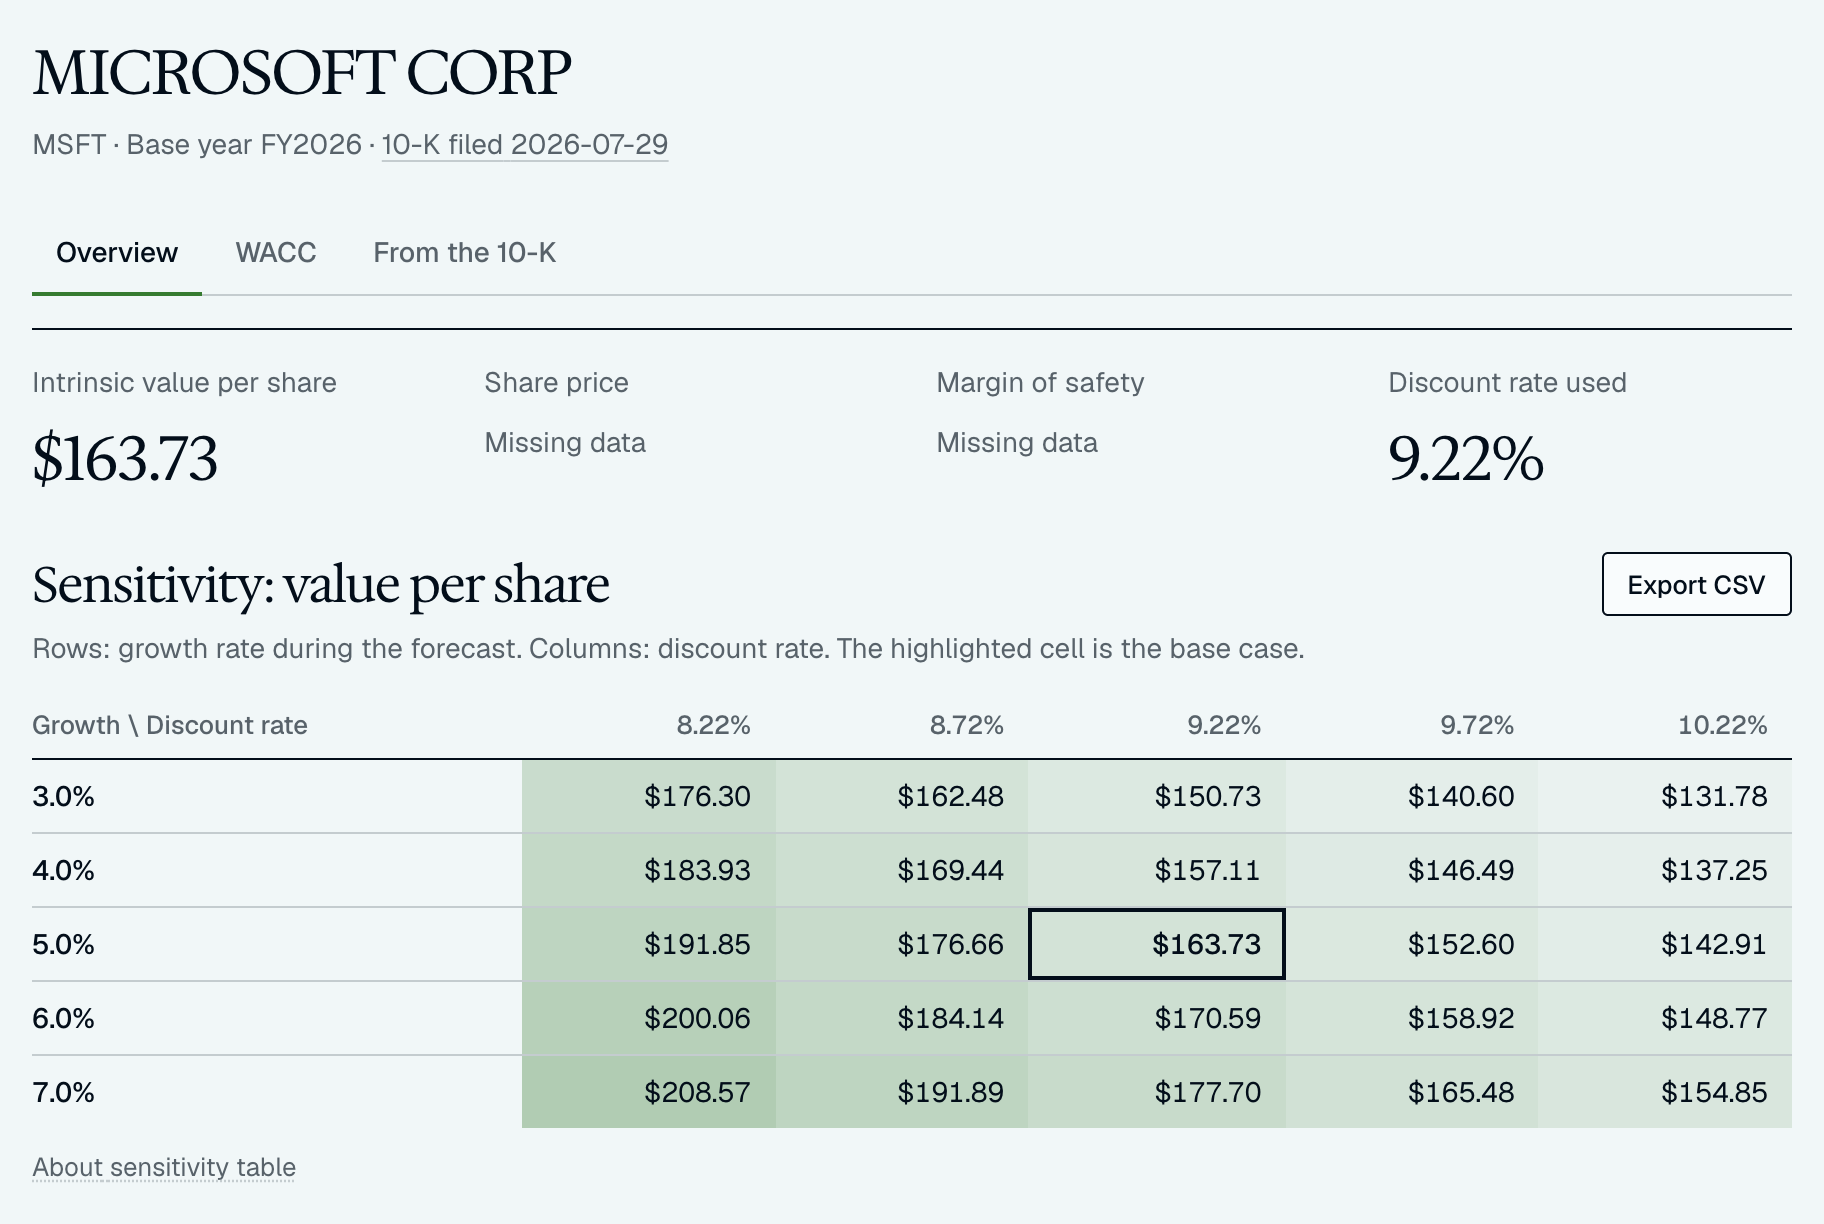 MICROSOFT CORP
MSFT · Base year FY2026 · 10-K filed 2026-07-29
Overview WACC From the 10-K
Intrinsic value per share Share price Margin of safety Discount rate used
$163.73 Missing data Missing data 9.22%
Sensitivity: value per share Export CSV
Rows: growth rate during the forecast. Columns: discount rate. The highlighted cell is the base case.
Growth \ Discount rate 8.22% 8.72% 9.22% 9.72% 10.22%
3.0% $176.30 $162.48 $150.73 $140.60 $131.78
4.0% $183.93 $169.44 $157.11 $146.49 $137.25
5.0% $191.85 $176.66 $163.73 $152.60 $142.91
6.0% $200.06 $184.14 $170.59 $158.92 $148.77
7.0% $208.57 $191.89 $177.70 $165.48 $154.85
About sensitivity table